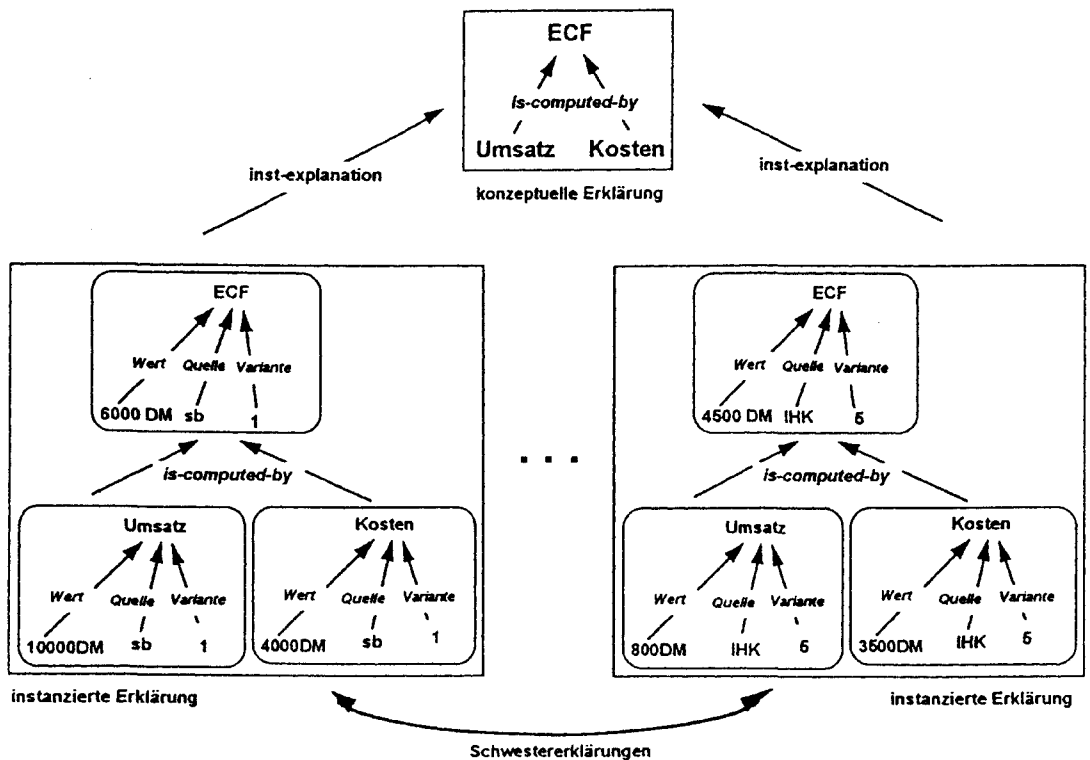 ECF
is-computed-by
Umsatz Kosten
inst-explanation
inst-explanation
konzeptuelle Erklärung
ECF
Wert Quelle Variante
6000 DM sb 1
is-computed-by
Umsatz
Wert Quelle Variante
10000DM sb 1
Kosten
Wert Quelle Variante
4000DM sb 1
instanzierte Erklärung
. . .
ECF
Wert Quelle Variante
4500 DM IHK 5
is-computed-by
Umsatz
Wert Quelle Variante
800DM IHK 5
Kosten
Wert Quelle Variante
3500DM IHK 5
instanzierte Erklärung
Schwestererklärungen